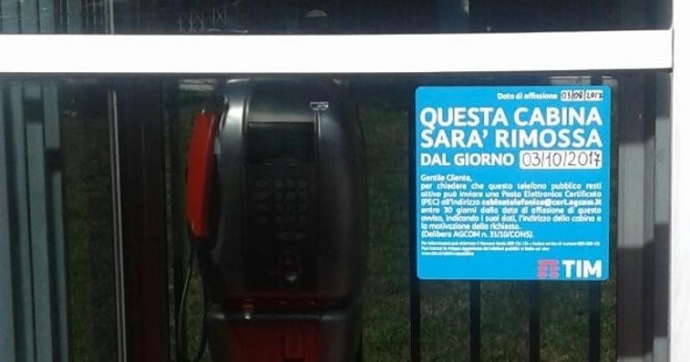 Data di affissione 03/08/2017
QUESTA CABINA
SARA' RIMOSSA
DAL GIORNO 03/10/2017
Gentile Cliente,
per chiedere che questo telefono pubblico resti
attivo può inviare una Posta Elettronica Certificata
(PEC) all'indirizzo cabinatelefonica@cert.agcom.it
entro 30 giorni dalla data di affissione di questo
avviso, indicando i suoi dati, l'indirizzo della cabina e
la motivazione della richiesta.
(Delibera AGCOM n. 31/10/CONS).
TIM